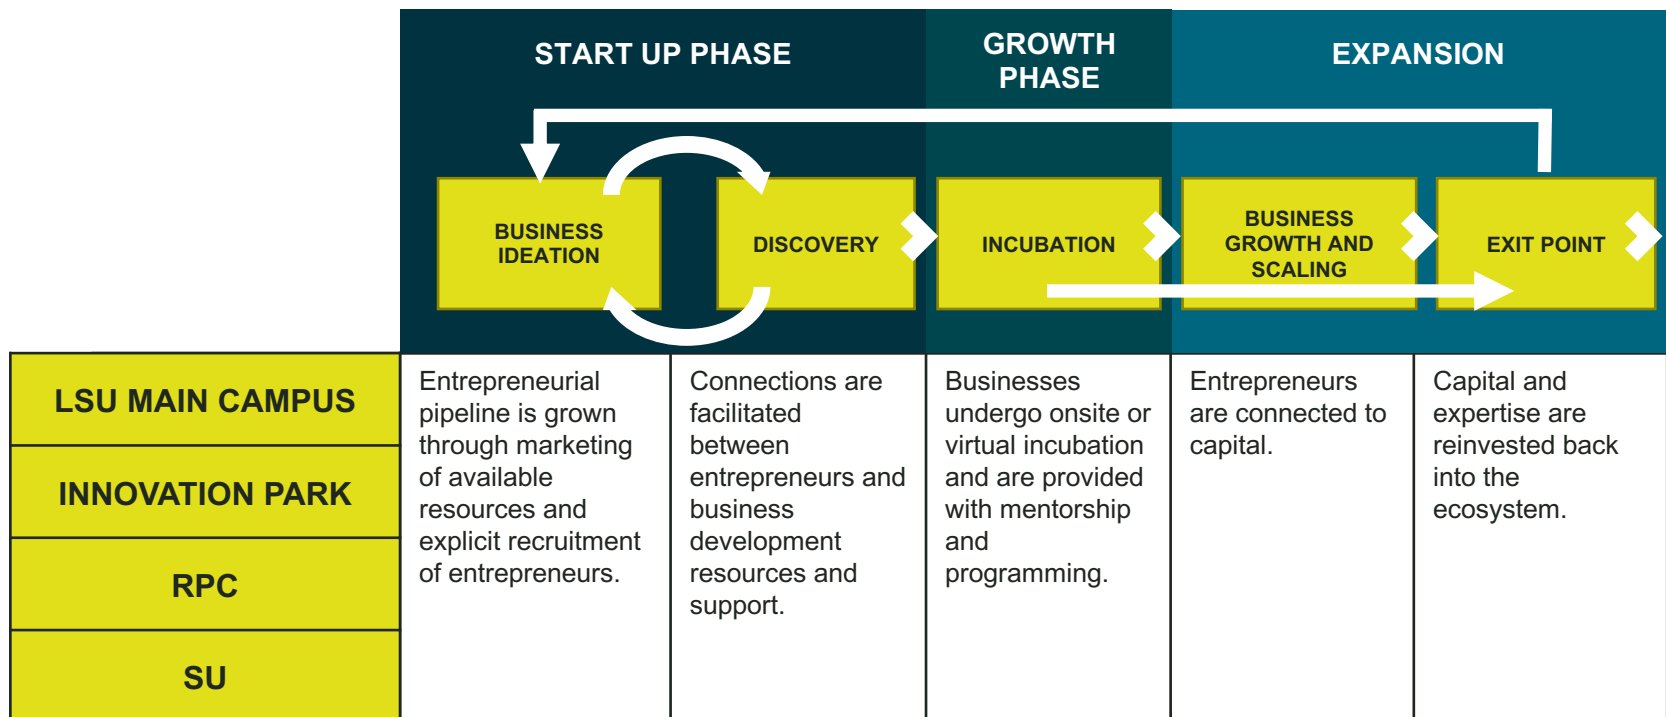 START UP PHASE
GROWTH
PHASE
EXPANSION
BUSINESS
IDEATION
DISCOVERY
INCUBATION
BUSINESS
GROWTH AND
SCALING
EXIT POINT
LSU MAIN CAMPUS
INNOVATION PARK
RPC
SU
Entrepreneurial
pipeline is grown
through marketing
of available
resources and
explicit recruitment
of entrepreneurs.
Connections are
facilitated
between
entrepreneurs and
business
development
resources and
support.
Businesses
undergo onsite or
virtual incubation
and are provided
with mentorship
and
programming.
Entrepreneurs
are connected to
capital.
Capital and
expertise are
reinvested back
into the
ecosystem.